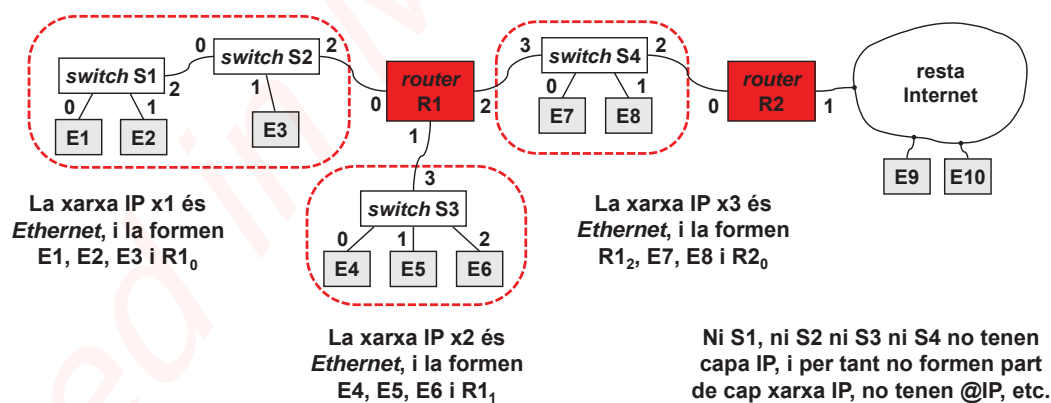 0
2
3
2
switch S1
switch S2
switch S4
router
R1
router
R2
resta
Internet
2
0
1
1
0
2
0
1
0
1
E1
E2
E3
1
E7
E8
E9
E10
3
switch S3
0
1
2
E4
E5
E6
La xarxa IP x1 és
Ethernet, i la formen
E1, E2, E3 i R1₀
La xarxa IP x3 és
Ethernet, i la formen
R1₂, E7, E8 i R2₀
La xarxa IP x2 és
Ethernet, i la formen
E4, E5, E6 i R1₁
Ni S1, ni S2 ni S3 ni S4 no tenen
capa IP, i per tant no formen part
de cap xarxa IP, no tenen @IP, etc.